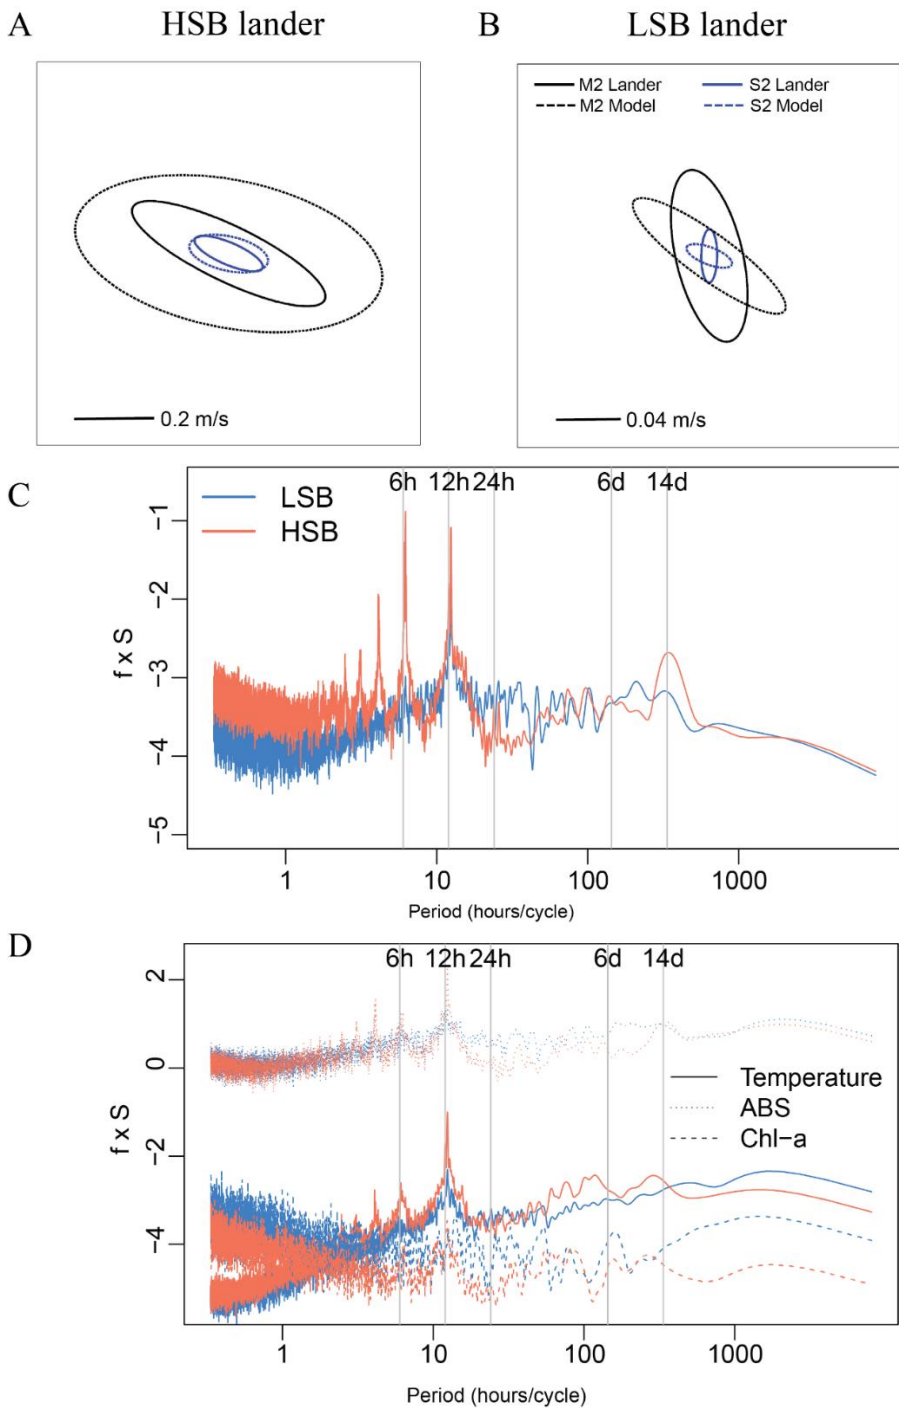 A HSB lander
B LSB lander
M2 Lander S2 Lander
M2 Model S2 Model
0.2 m/s
0.04 m/s
C
6h 12h 24h 6d 14d
LSB
HSB
−1
−2
−3
−4
−5
f x S
1 10 100 1000
Period (hours/cycle)
D
6h 12h 24h 6d 14d
2
0
−2
−4
f x S
Temperature
ABS
Chl−a
1 10 100 1000
Period (hours/cycle)